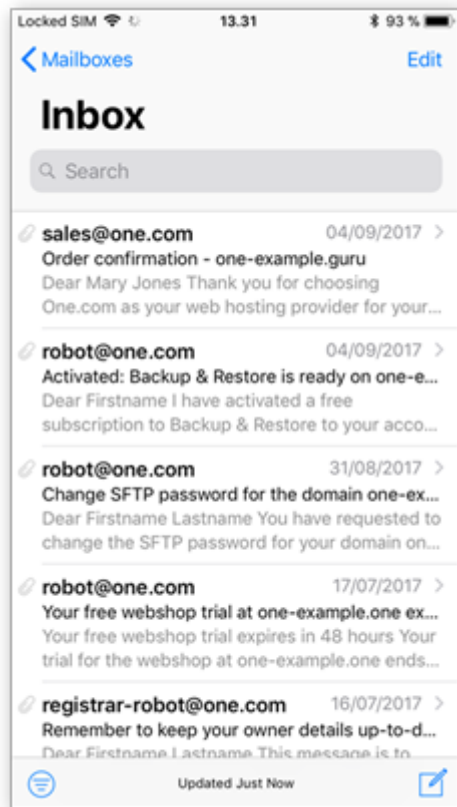 Locked SIM 13.31 93 %
Mailboxes Edit
Inbox
Search
sales@one.com 04/09/2017
Order confirmation - one-example.guru
Dear Mary Jones Thank you for choosing
One.com as your web hosting provider for your...
robot@one.com 04/09/2017
Activated: Backup & Restore is ready on one-e...
Dear Firstname I have activated a free
subscription to Backup & Restore to your acco...
robot@one.com 31/08/2017
Change SFTP password for the domain one-ex...
Dear Firstname Lastname You have requested to
change the SFTP password for your domain on...
robot@one.com 17/07/2017
Your free webshop trial at one-example.one ex...
Your free webshop trial expires in 48 hours Your
trial for the webshop at one-example.one ends...
registrar-robot@one.com 16/07/2017
Remember to keep your owner details up-to-d...
Dear Firstname Lastname This message is to
Updated Just Now